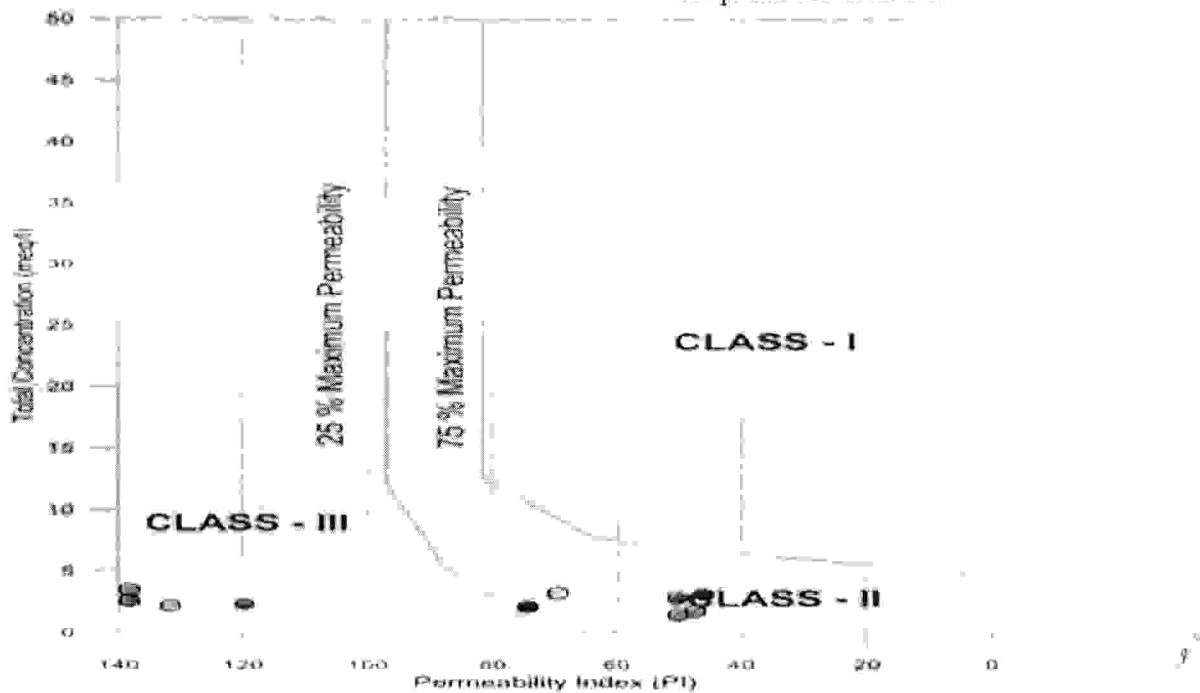 50
45
40
35
30
25
20
15
10
5
0
Total Concentration (meq/l)
25 % Maximum Permeability
75 % Maximum Permeability
CLASS - I
CLASS - III
CLASS - II
140 120 100 80 60 40 20 0
Permeability Index (PI)